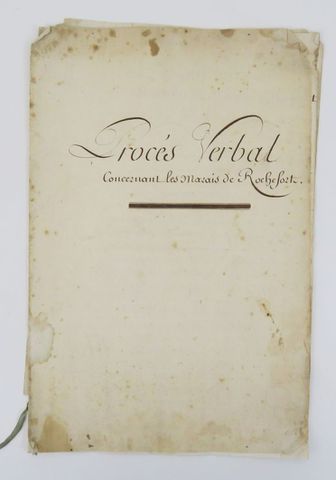 Procés Verbal
Concernant les Marais de Rochefort.